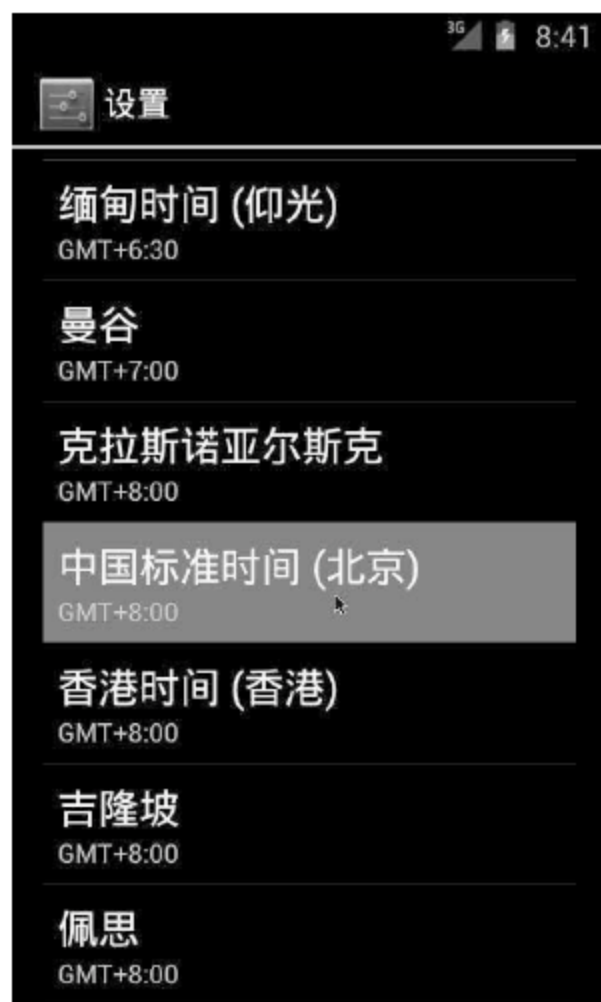 3G 8:41
设置
缅甸时间 (仰光)
GMT+6:30
曼谷
GMT+7:00
克拉斯诺亚尔斯克
GMT+8:00
中国标准时间 (北京)
GMT+8:00
香港时间 (香港)
GMT+8:00
吉隆坡
GMT+8:00
佩思
GMT+8:00